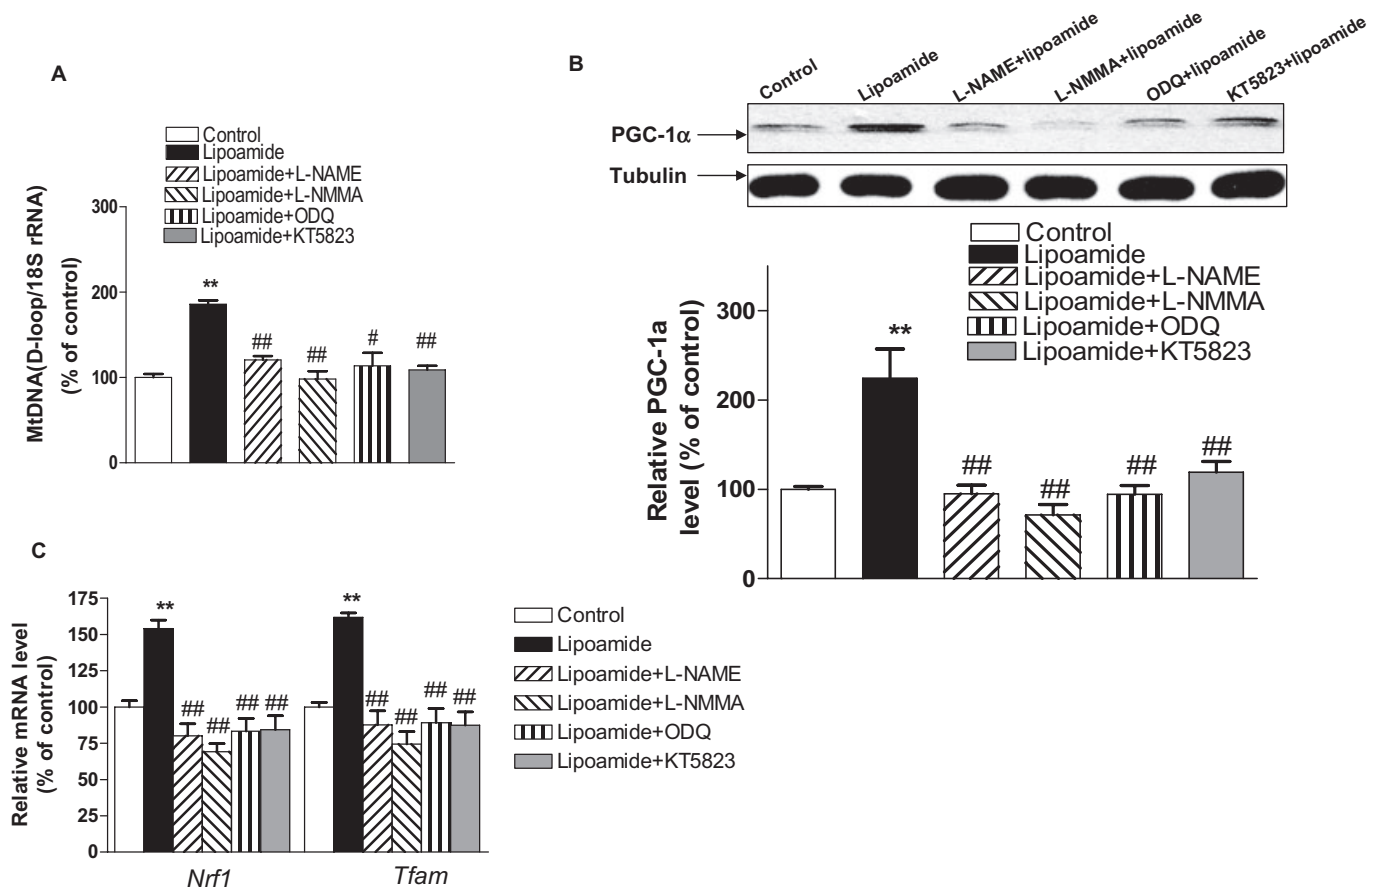 A
Control
Lipoamide
Lipoamide+L-NAME
Lipoamide+L-NMMA
Lipoamide+ODQ
Lipoamide+KT5823
MtDNA(D-loop/18S rRNA)
(% of control)
300
200
100
0
**
##
##
#
##
B
Control
Lipoamide
L-NAME+lipoamide
L-NMMA+lipoamide
ODQ+lipoamide
KT5823+lipoamide
PGC-1α
Tubulin
Control
Lipoamide
Lipoamide+L-NAME
Lipoamide+L-NMMA
Lipoamide+ODQ
Lipoamide+KT5823
Relative PGC-1a
level (% of control)
300
200
100
0
**
##
##
##
##
C
Relative mRNA level
(% of control)
175
150
125
100
75
50
25
0
**
##
##
##
##
**
##
##
##
##
Nrf1
Tfam
Control
Lipoamide
Lipoamide+L-NAME
Lipoamide+L-NMMA
Lipoamide+ODQ
Lipoamide+KT5823